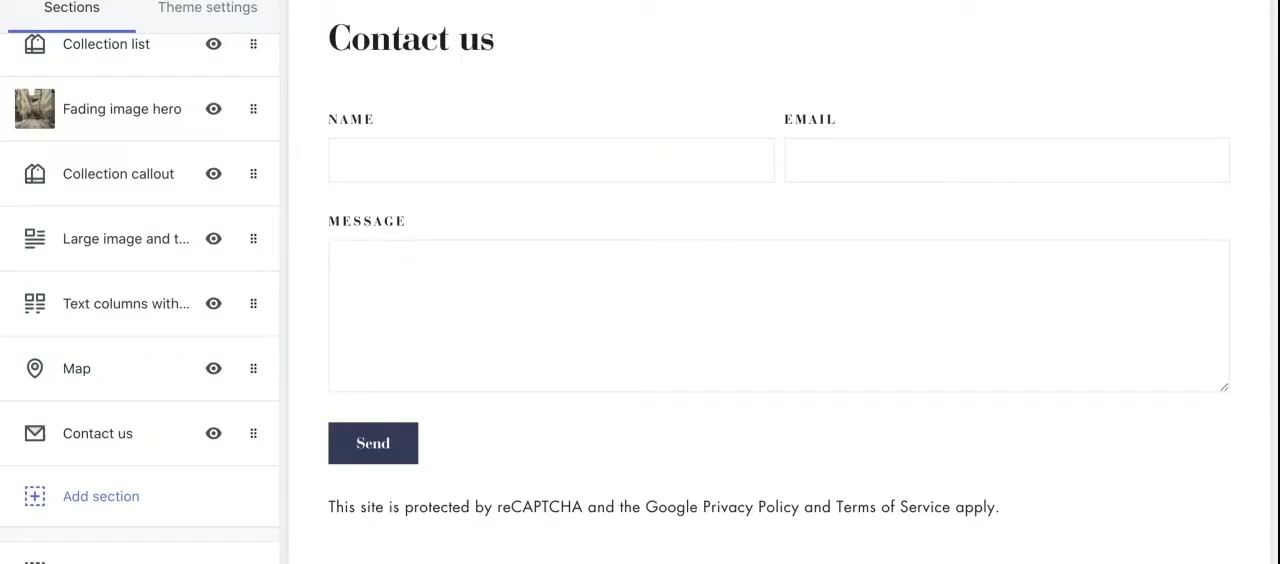 Sections
Theme settings
Collection list
Fading image hero
Collection callout
Large image and t...
Text columns with...
Map
Contact us
Add section
Contact us
NAME
EMAIL
MESSAGE
Send
This site is protected by reCAPTCHA and the Google Privacy Policy and Terms of Service apply.